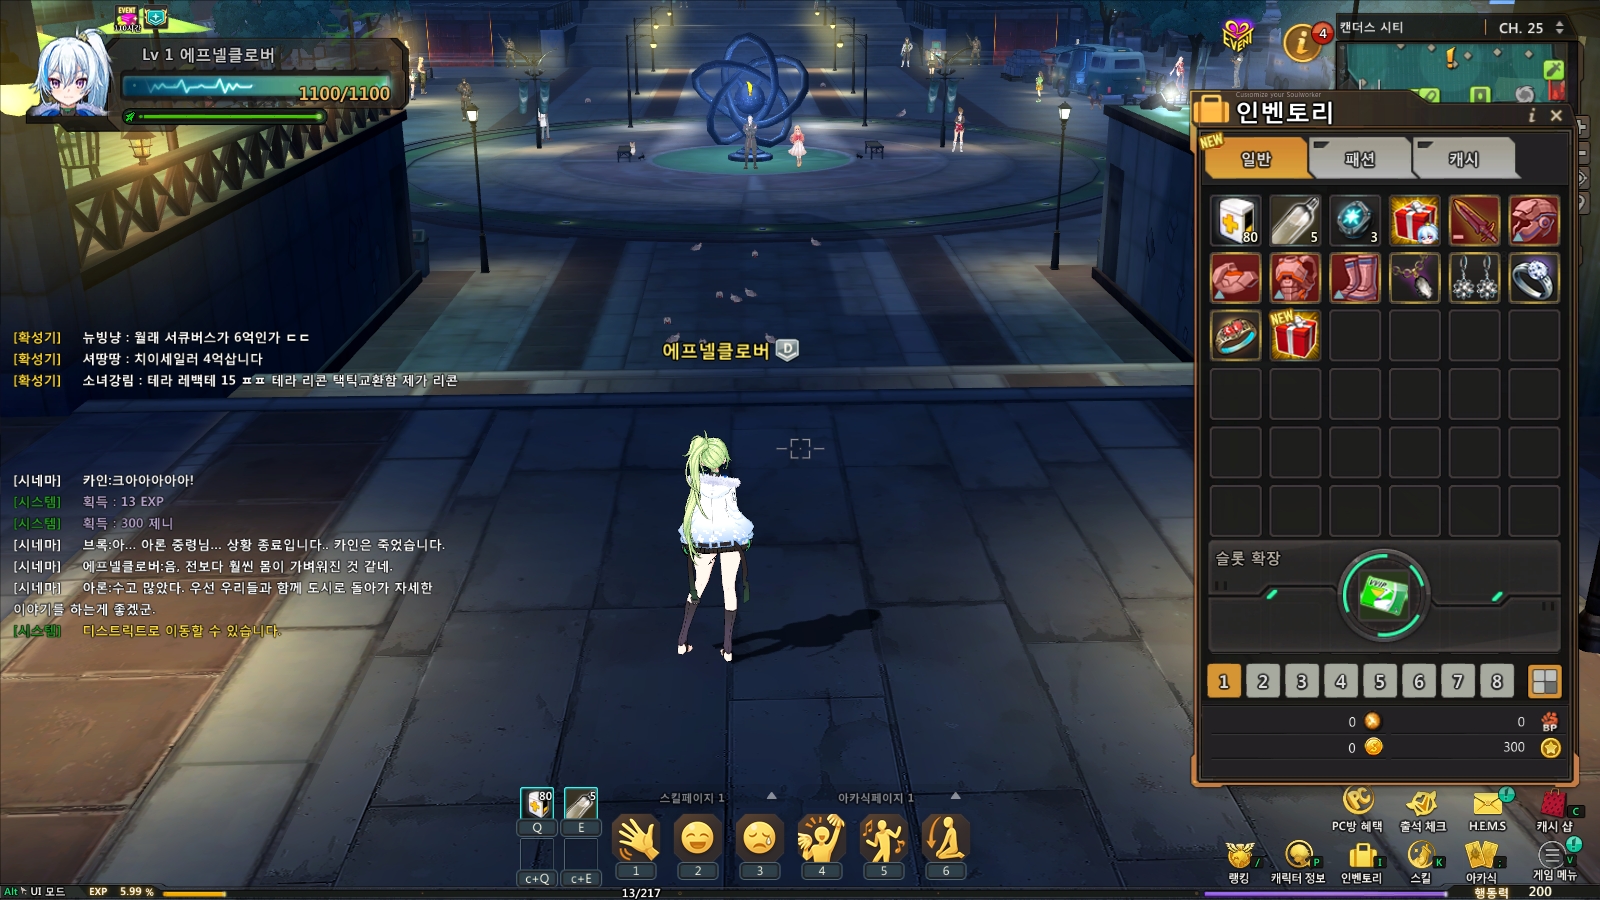 EVENT
Lv 1 에프넬클로버
1100/1100
EVENT
4
캔더스 시티
CH. 25
Customize your Soulworker
인벤토리
NEW
일반
패션
캐시
80
5
3
NEW
슬롯 확장
VVIP
1 2 3 4 5 6 7 8
0
0
BP
0
300
에프넬클로버 D
[확성기] 뉴빙냥 : 월래 서큐버스가 6억인가 ㄷㄷ
[확성기] 셔땅땅 : 치이세일러 4억삽니다
[확성기] 소녀강림 : 테라 레백테 15 ㅍㅍ 테라 리콘 택틱교환함 제가 리콘
[시네마] 카인:크아아아아아!
[시스템] 획득 : 13 EXP
[시스템] 획득 : 300 제니
[시네마] 브록:아... 아론 중령님... 상황 종료입니다.. 카인은 죽었습니다.
[시네마] 에프넬클로버:음. 전보다 훨씬 몸이 가벼워진 것 같네.
[시네마] 아론:수고 많았다. 우선 우리들과 함께 도시로 돌아가 자세한
이야기를 하는게 좋겠군.
[시스템] 디스트릭트로 이동할 수 있습니다.
80
5
Q
E
c+Q
c+E
스킬페이지 1
아카식페이지 1
1 2 3 4 5 6
PC
PC방 혜택
출석 체크
H.E.M.S
캐시 샵
C
랭킹
/
캐릭터 정보
P
인벤토리
I
스킬
K
아카식
;
게임 메뉴
V
Alt UI 모드
EXP 5.99 %
13/217
행동력 200